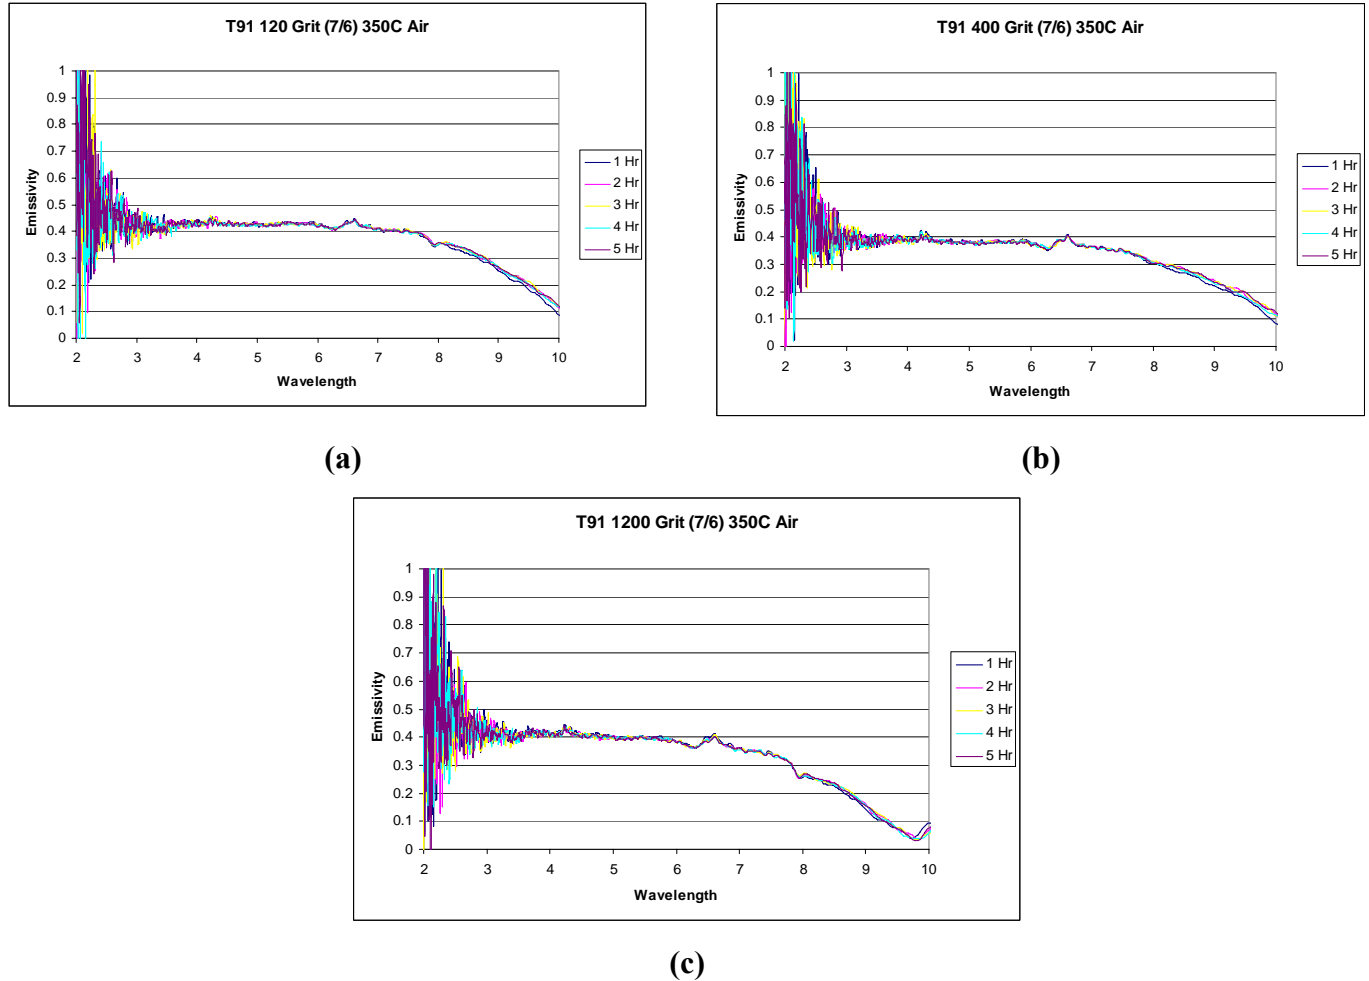 T91 120 Grit (7/6) 350C Air
1
0.9
0.8
0.7
0.6
0.5
0.4
0.3
0.2
0.1
0
Emissivity
2 3 4 5 6 7 8 9 10
Wavelength
1 Hr
2 Hr
3 Hr
4 Hr
5 Hr
(a)
T91 400 Grit (7/6) 350C Air
1
0.9
0.8
0.7
0.6
0.5
0.4
0.3
0.2
0.1
0
Emissivity
2 3 4 5 6 7 8 9 10
Wavelength
1 Hr
2 Hr
3 Hr
4 Hr
5 Hr
(b)
T91 1200 Grit (7/6) 350C Air
1
0.9
0.8
0.7
0.6
0.5
0.4
0.3
0.2
0.1
0
Emissivity
2 3 4 5 6 7 8 9 10
Wavelength
1 Hr
2 Hr
3 Hr
4 Hr
5 Hr
(c)